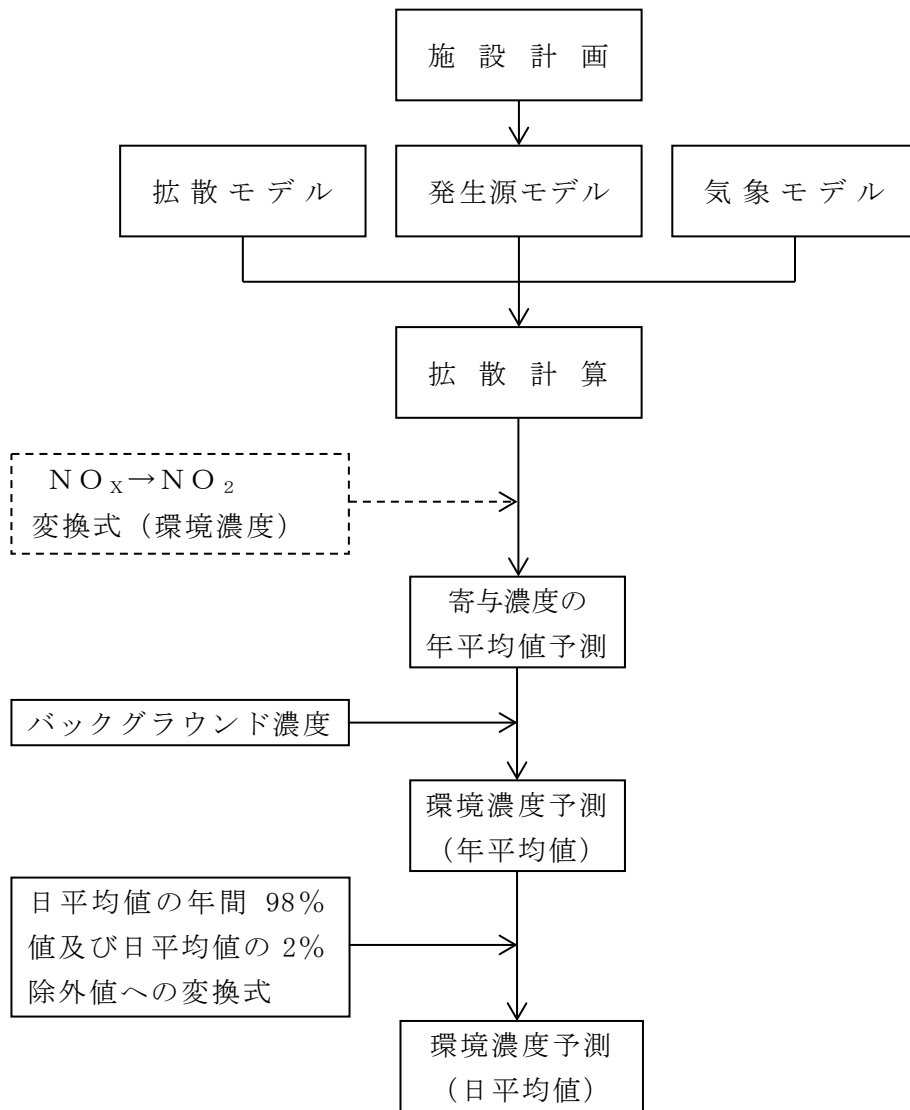 施設計画
拡散モデル
発生源モデル
気象モデル
拡散計算
NOX→NO2
変換式（環境濃度）
寄与濃度の
年平均値予測
バックグラウンド濃度
環境濃度予測
（年平均値）
日平均値の年間 98%
値及び日平均値の 2%
除外値への変換式
環境濃度予測
（日平均値）